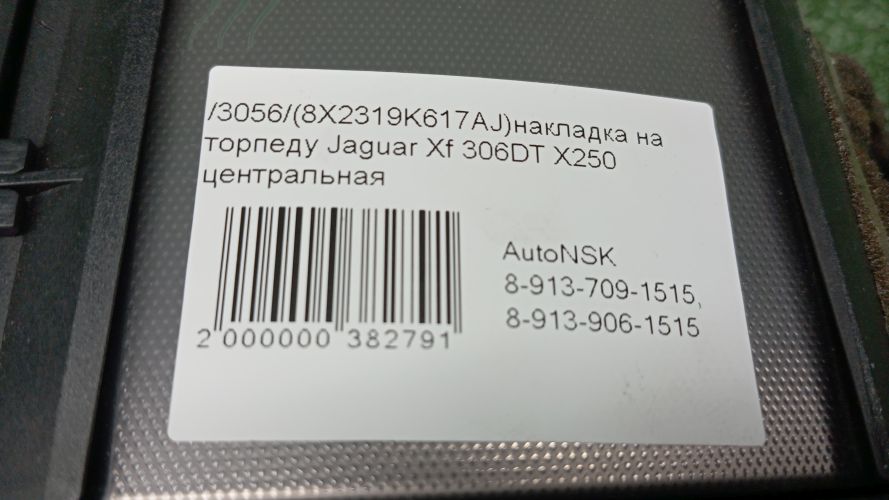 /3056/(8X2319K617AJ)накладка на
торпеду Jaguar Xf 306DT X250
центральная
AutoNSK
8-913-709-1515,
8-913-906-1515
2 000000 382791